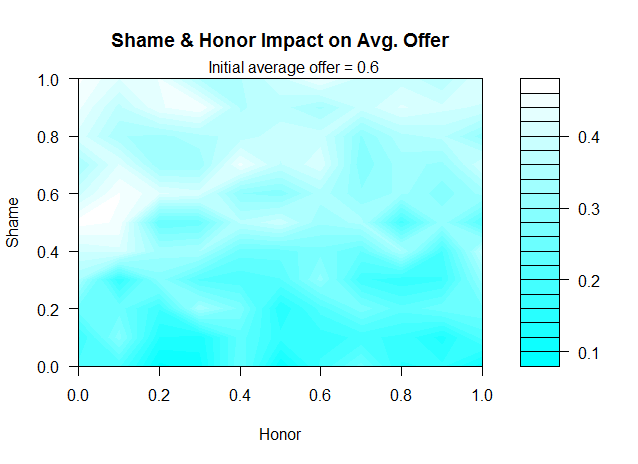 Shame & Honor Impact on Avg. Offer
Initial average offer = 0.6
1.0
0.8
0.6
0.4
0.2
0.0
Shame
0.0 0.2 0.4 0.6 0.8 1.0
Honor
0.4
0.3
0.2
0.1